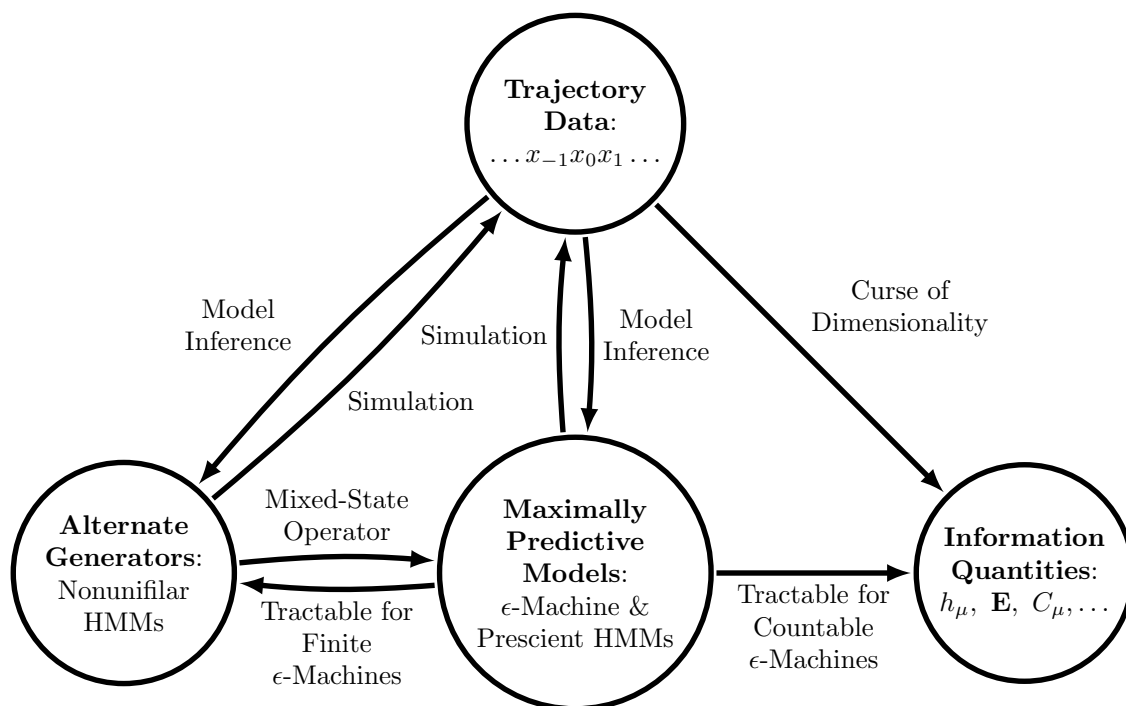 Trajectory
Data:
…x₋₁x₀x₁…
Model
Inference
Simulation
Simulation
Model
Inference
Curse of
Dimensionality
Alternate
Generators:
Nonunifilar
HMMs
Mixed-State
Operator
Tractable for
Finite
ϵ-Machines
Maximally
Predictive
Models:
ϵ-Machine &
Prescient HMMs
Tractable for
Countable
ϵ-Machines
Information
Quantities:
hμ, E, Cμ,…